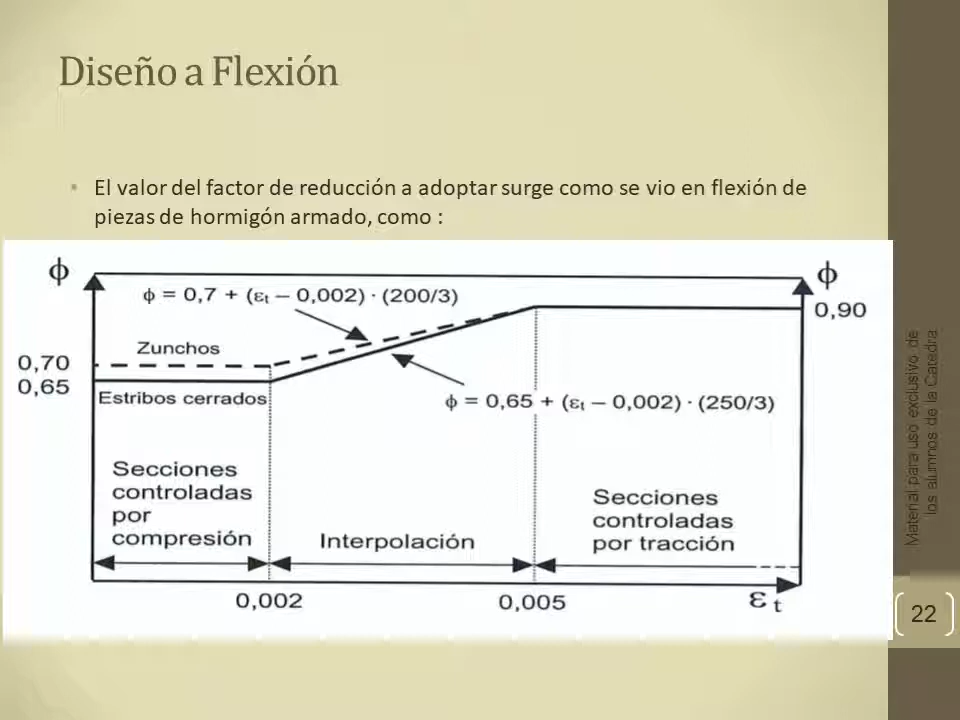 Diseño a Flexión
El valor del factor de reducción a adoptar surge como se vio en flexión de
piezas de hormigón armado, como :
ϕ
ϕ
ϕ = 0,7 + (εt – 0,002) · (200/3)
0,90
Zunchos
0,70
0,65
Estribos cerrados
ϕ = 0,65 + (εt – 0,002) · (250/3)
Secciones
controladas
por
compresión
Interpolación
Secciones
controladas
por tracción
0,002
0,005
εt
Material para uso exclusivo de
los alumnos de la Catedra
22